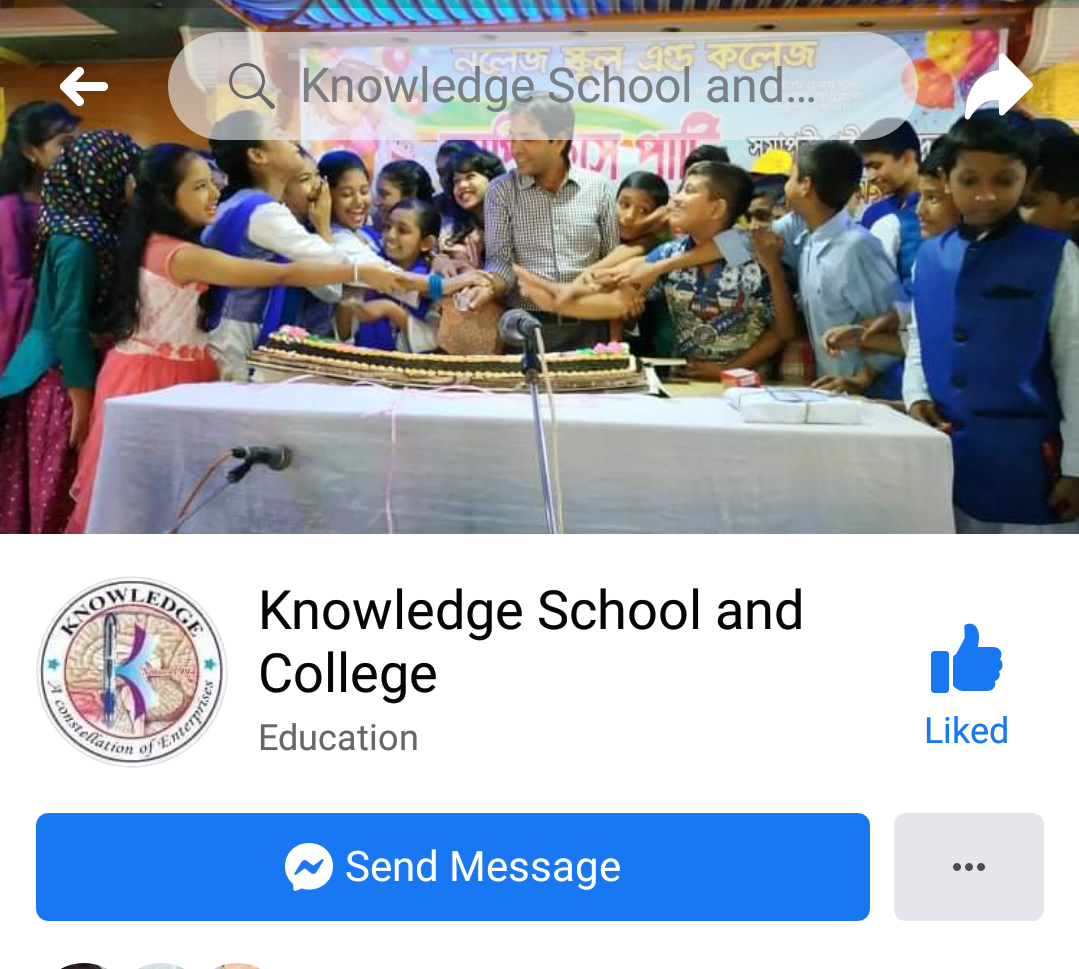 নলেজ স্কুল এন্ড কলেজ
Knowledge School and...
পার্টি
KNOWLEDGE
A constellation of Enterprises
Knowledge School and
College
Education
Liked
Send Message